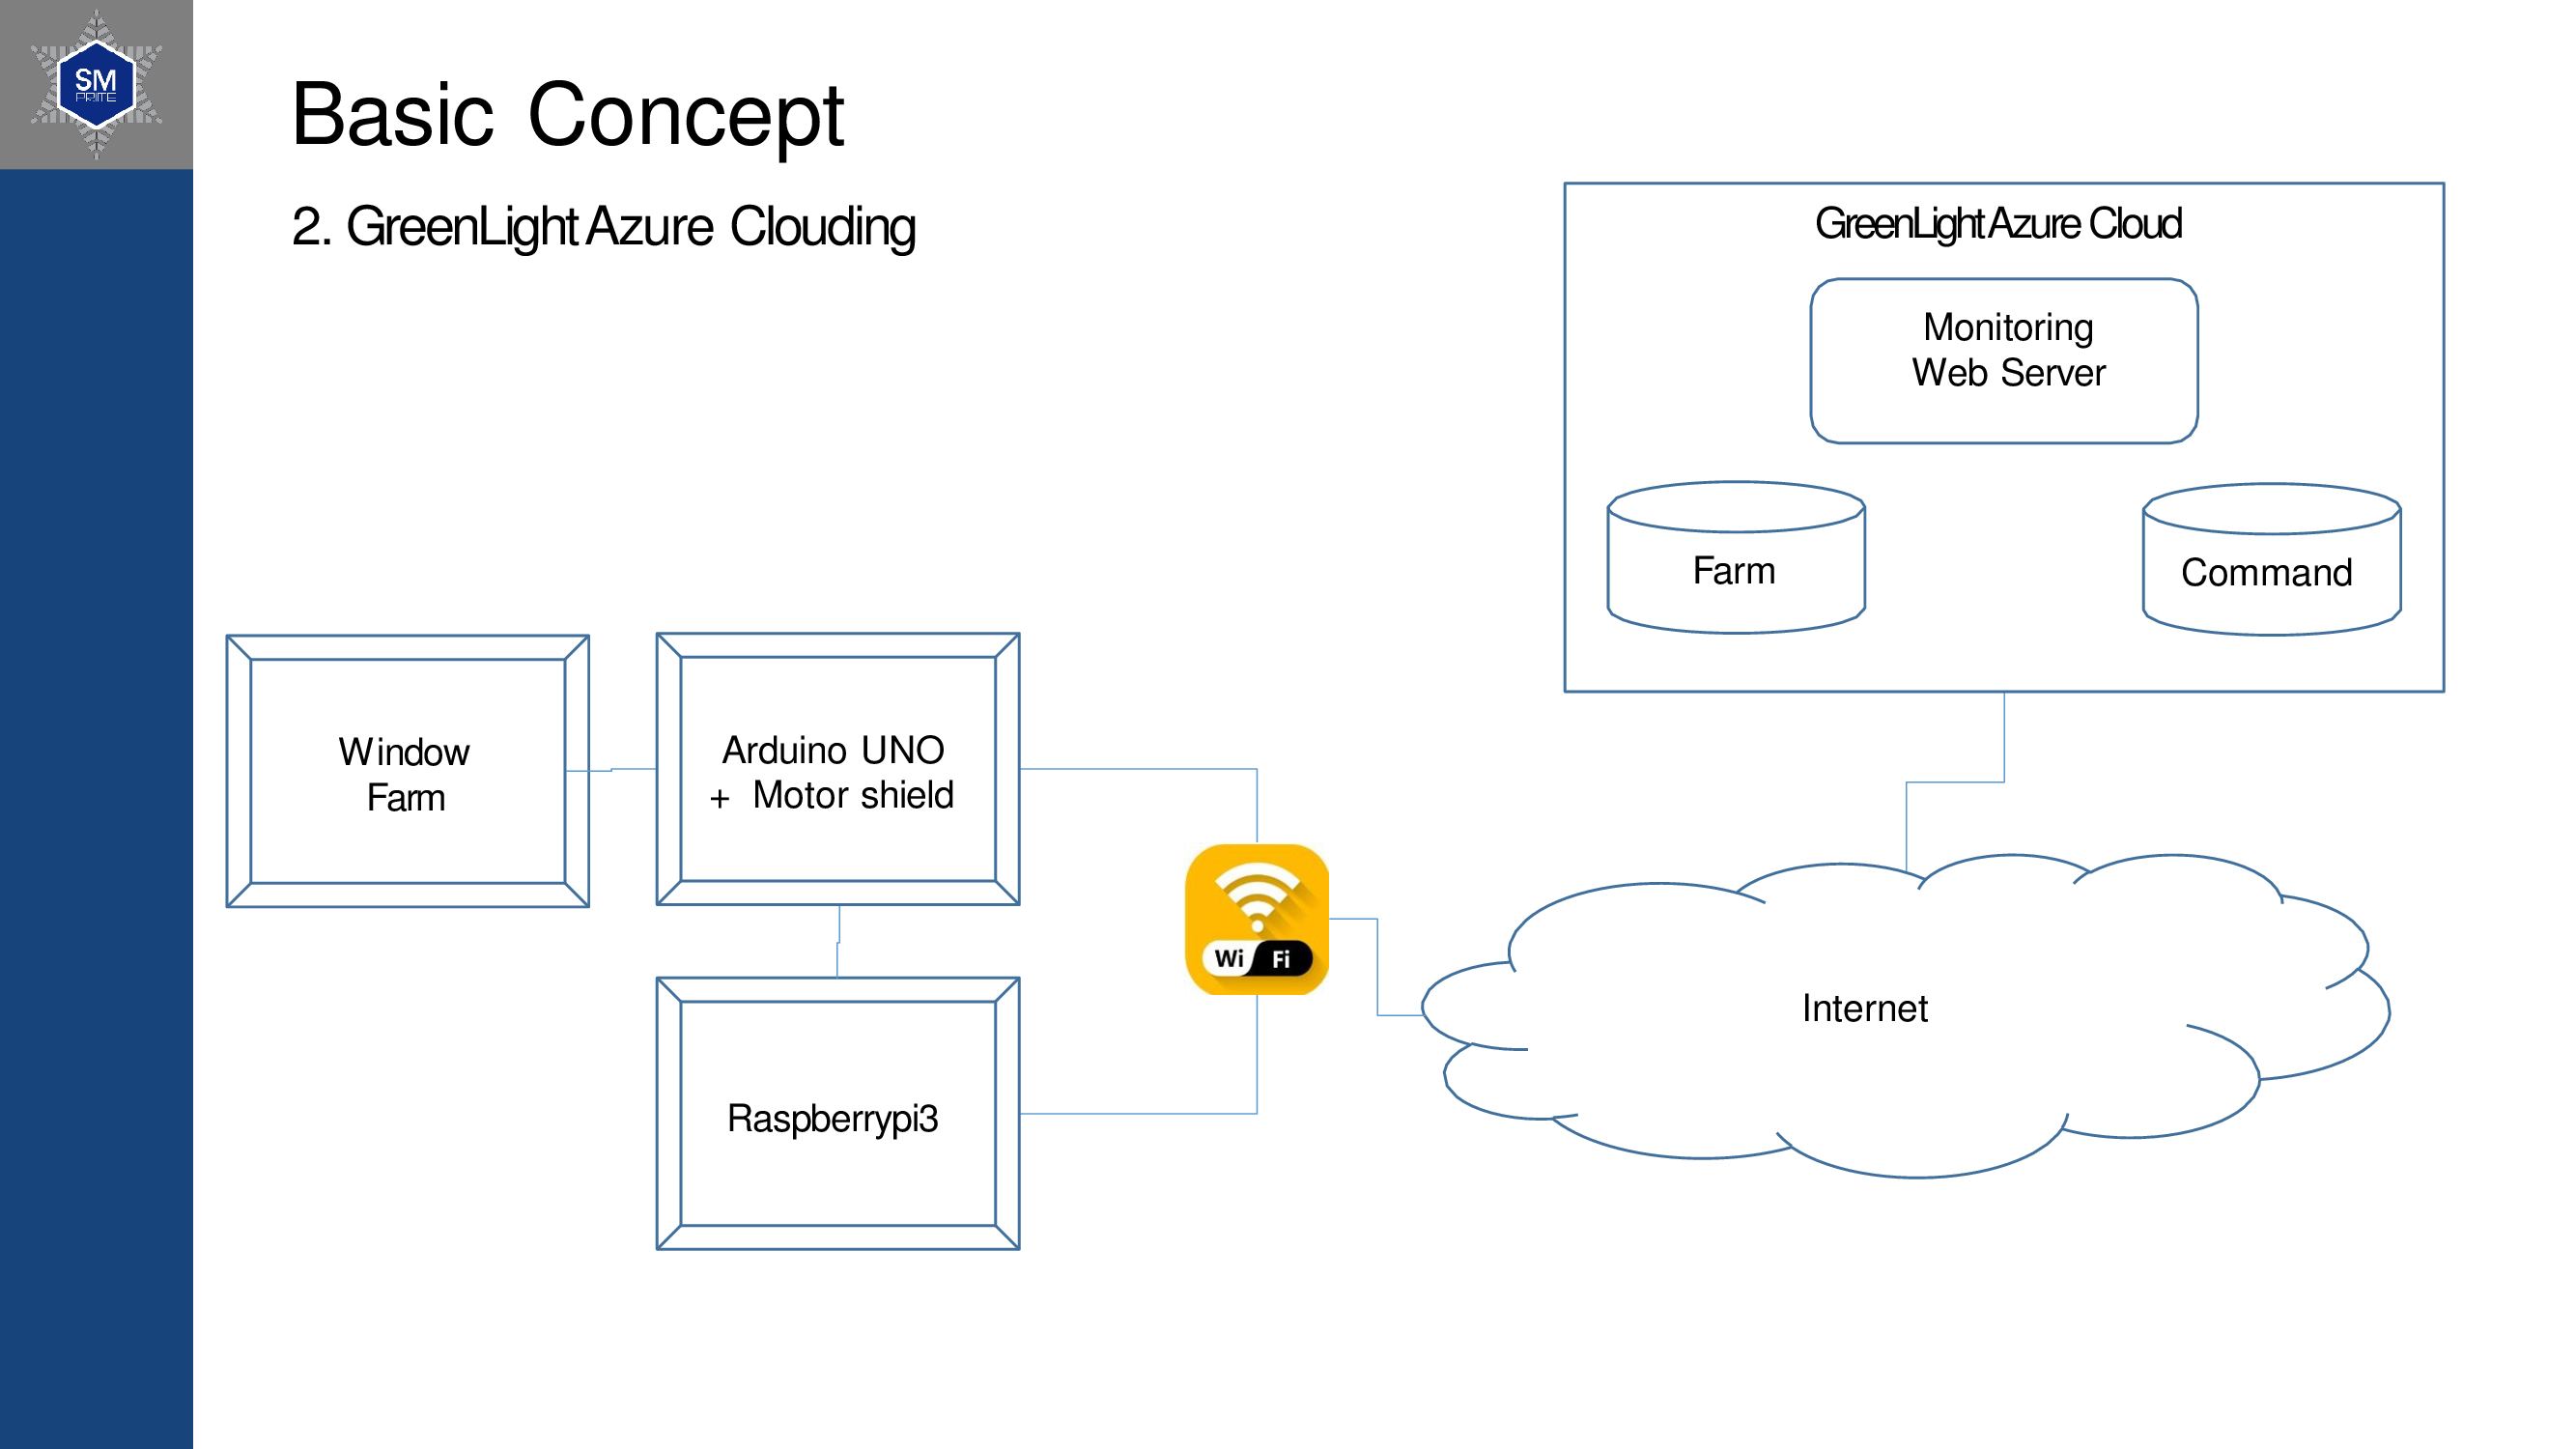 SM
PRITE
Basic Concept
2. GreenLight Azure Clouding
GreenLight Azure Cloud
Monitoring
Web Server
Farm
Command
Window
Farm
Arduino UNO
+ Motor shield
Wi Fi
Internet
Raspberrypi3